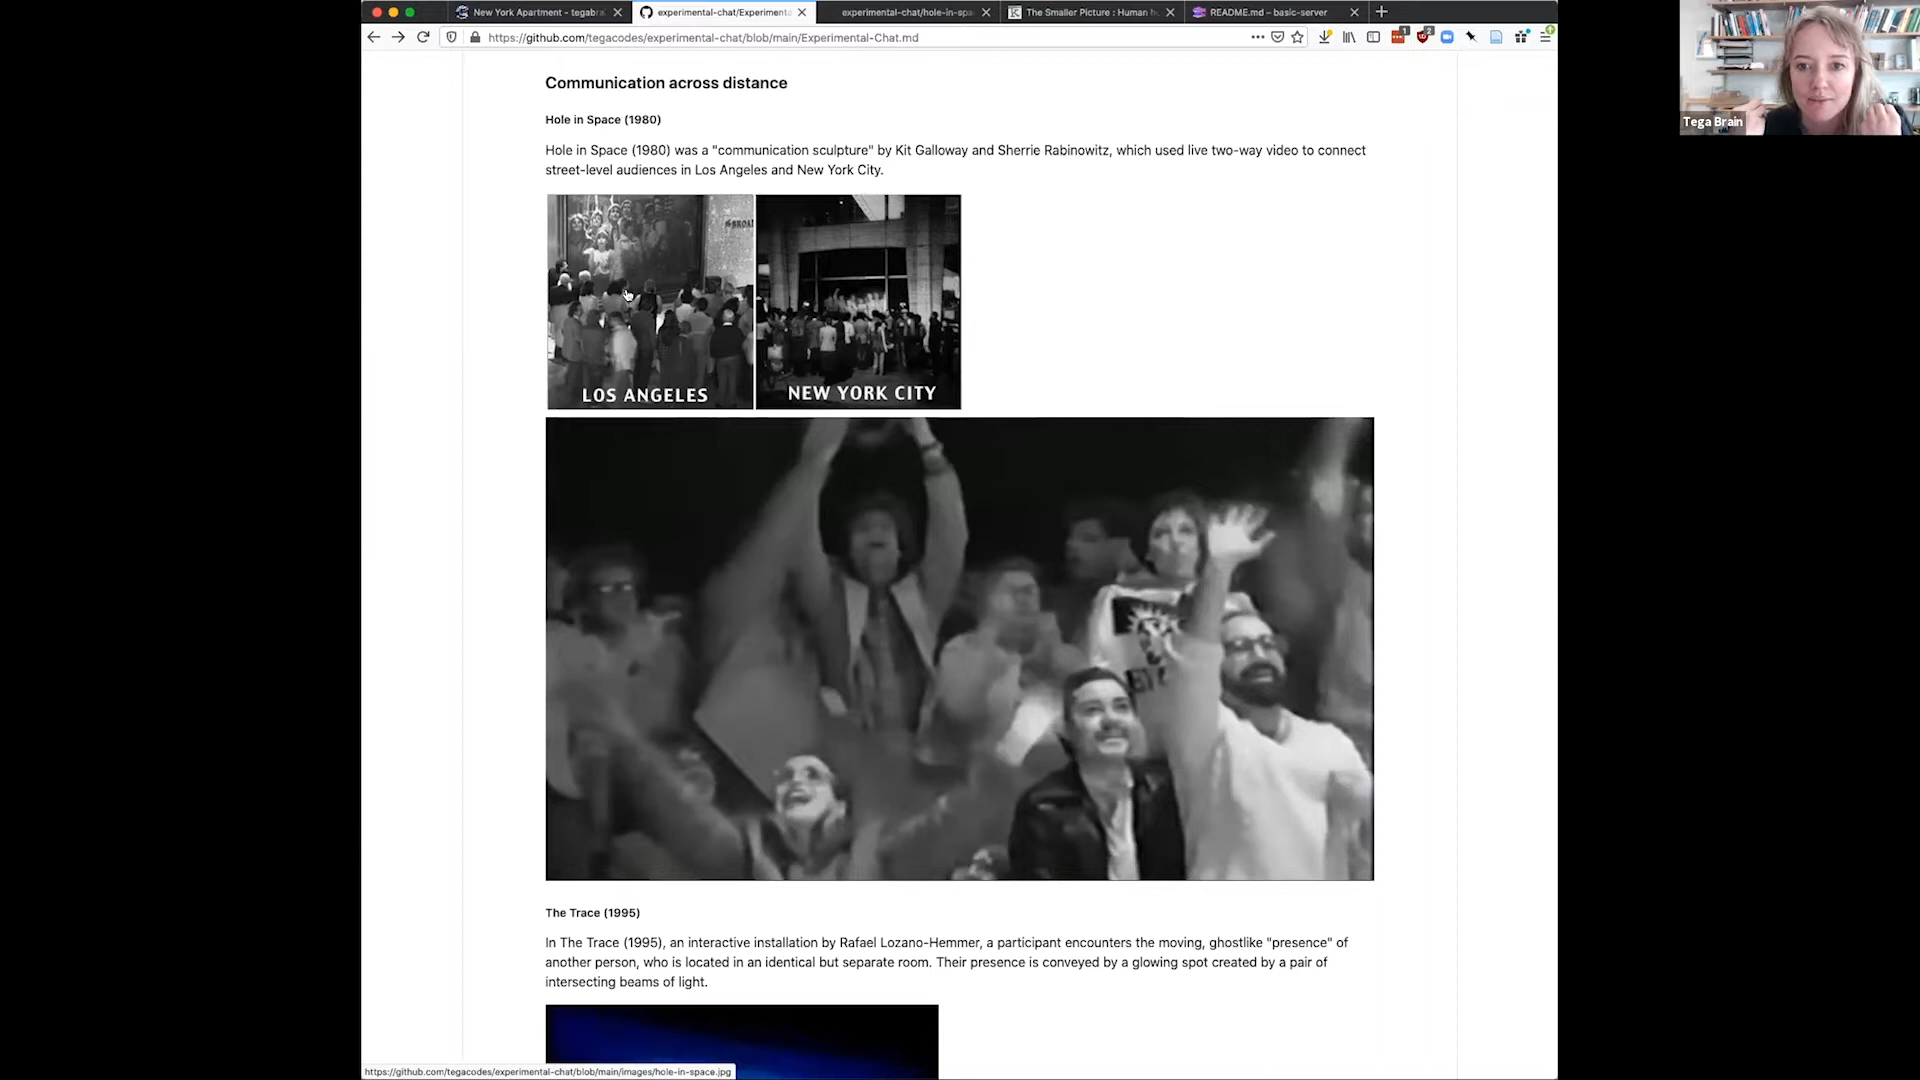 New York Apartment - tegabra
experimental-chat/Experimenta
experimental-chat/hole-in-spa
The Smaller Picture : Human h
README.md – basic-server
https://github.com/tegacodes/experimental-chat/blob/main/Experimental-Chat.md
Tega Brain
Communication across distance
Hole in Space (1980)
Hole in Space (1980) was a "communication sculpture" by Kit Galloway and Sherrie Rabinowitz, which used live two-way video to connect
street-level audiences in Los Angeles and New York City.
LOS ANGELES
NEW YORK CITY
The Trace (1995)
In The Trace (1995), an interactive installation by Rafael Lozano-Hemmer, a participant encounters the moving, ghostlike "presence" of
another person, who is located in an identical but separate room. Their presence is conveyed by a glowing spot created by a pair of
intersecting beams of light.
https://github.com/tegacodes/experimental-chat/blob/main/images/hole-in-space.jpg